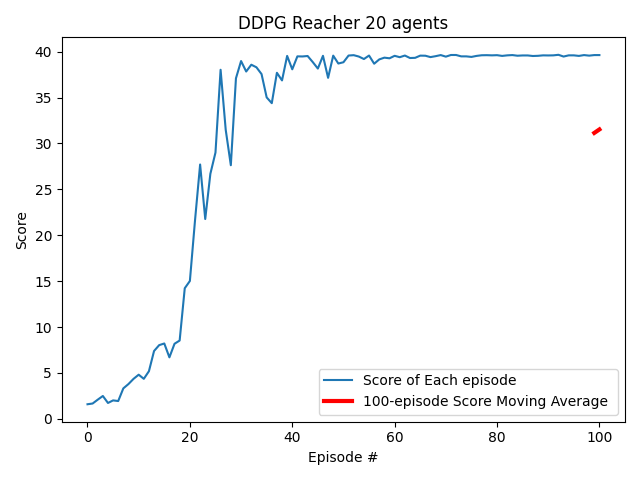 DDPG Reacher 20 agents
Score
40
35
30
25
20
15
10
5
0
0 20 40 60 80 100
Episode #
Score of Each episode
100-episode Score Moving Average